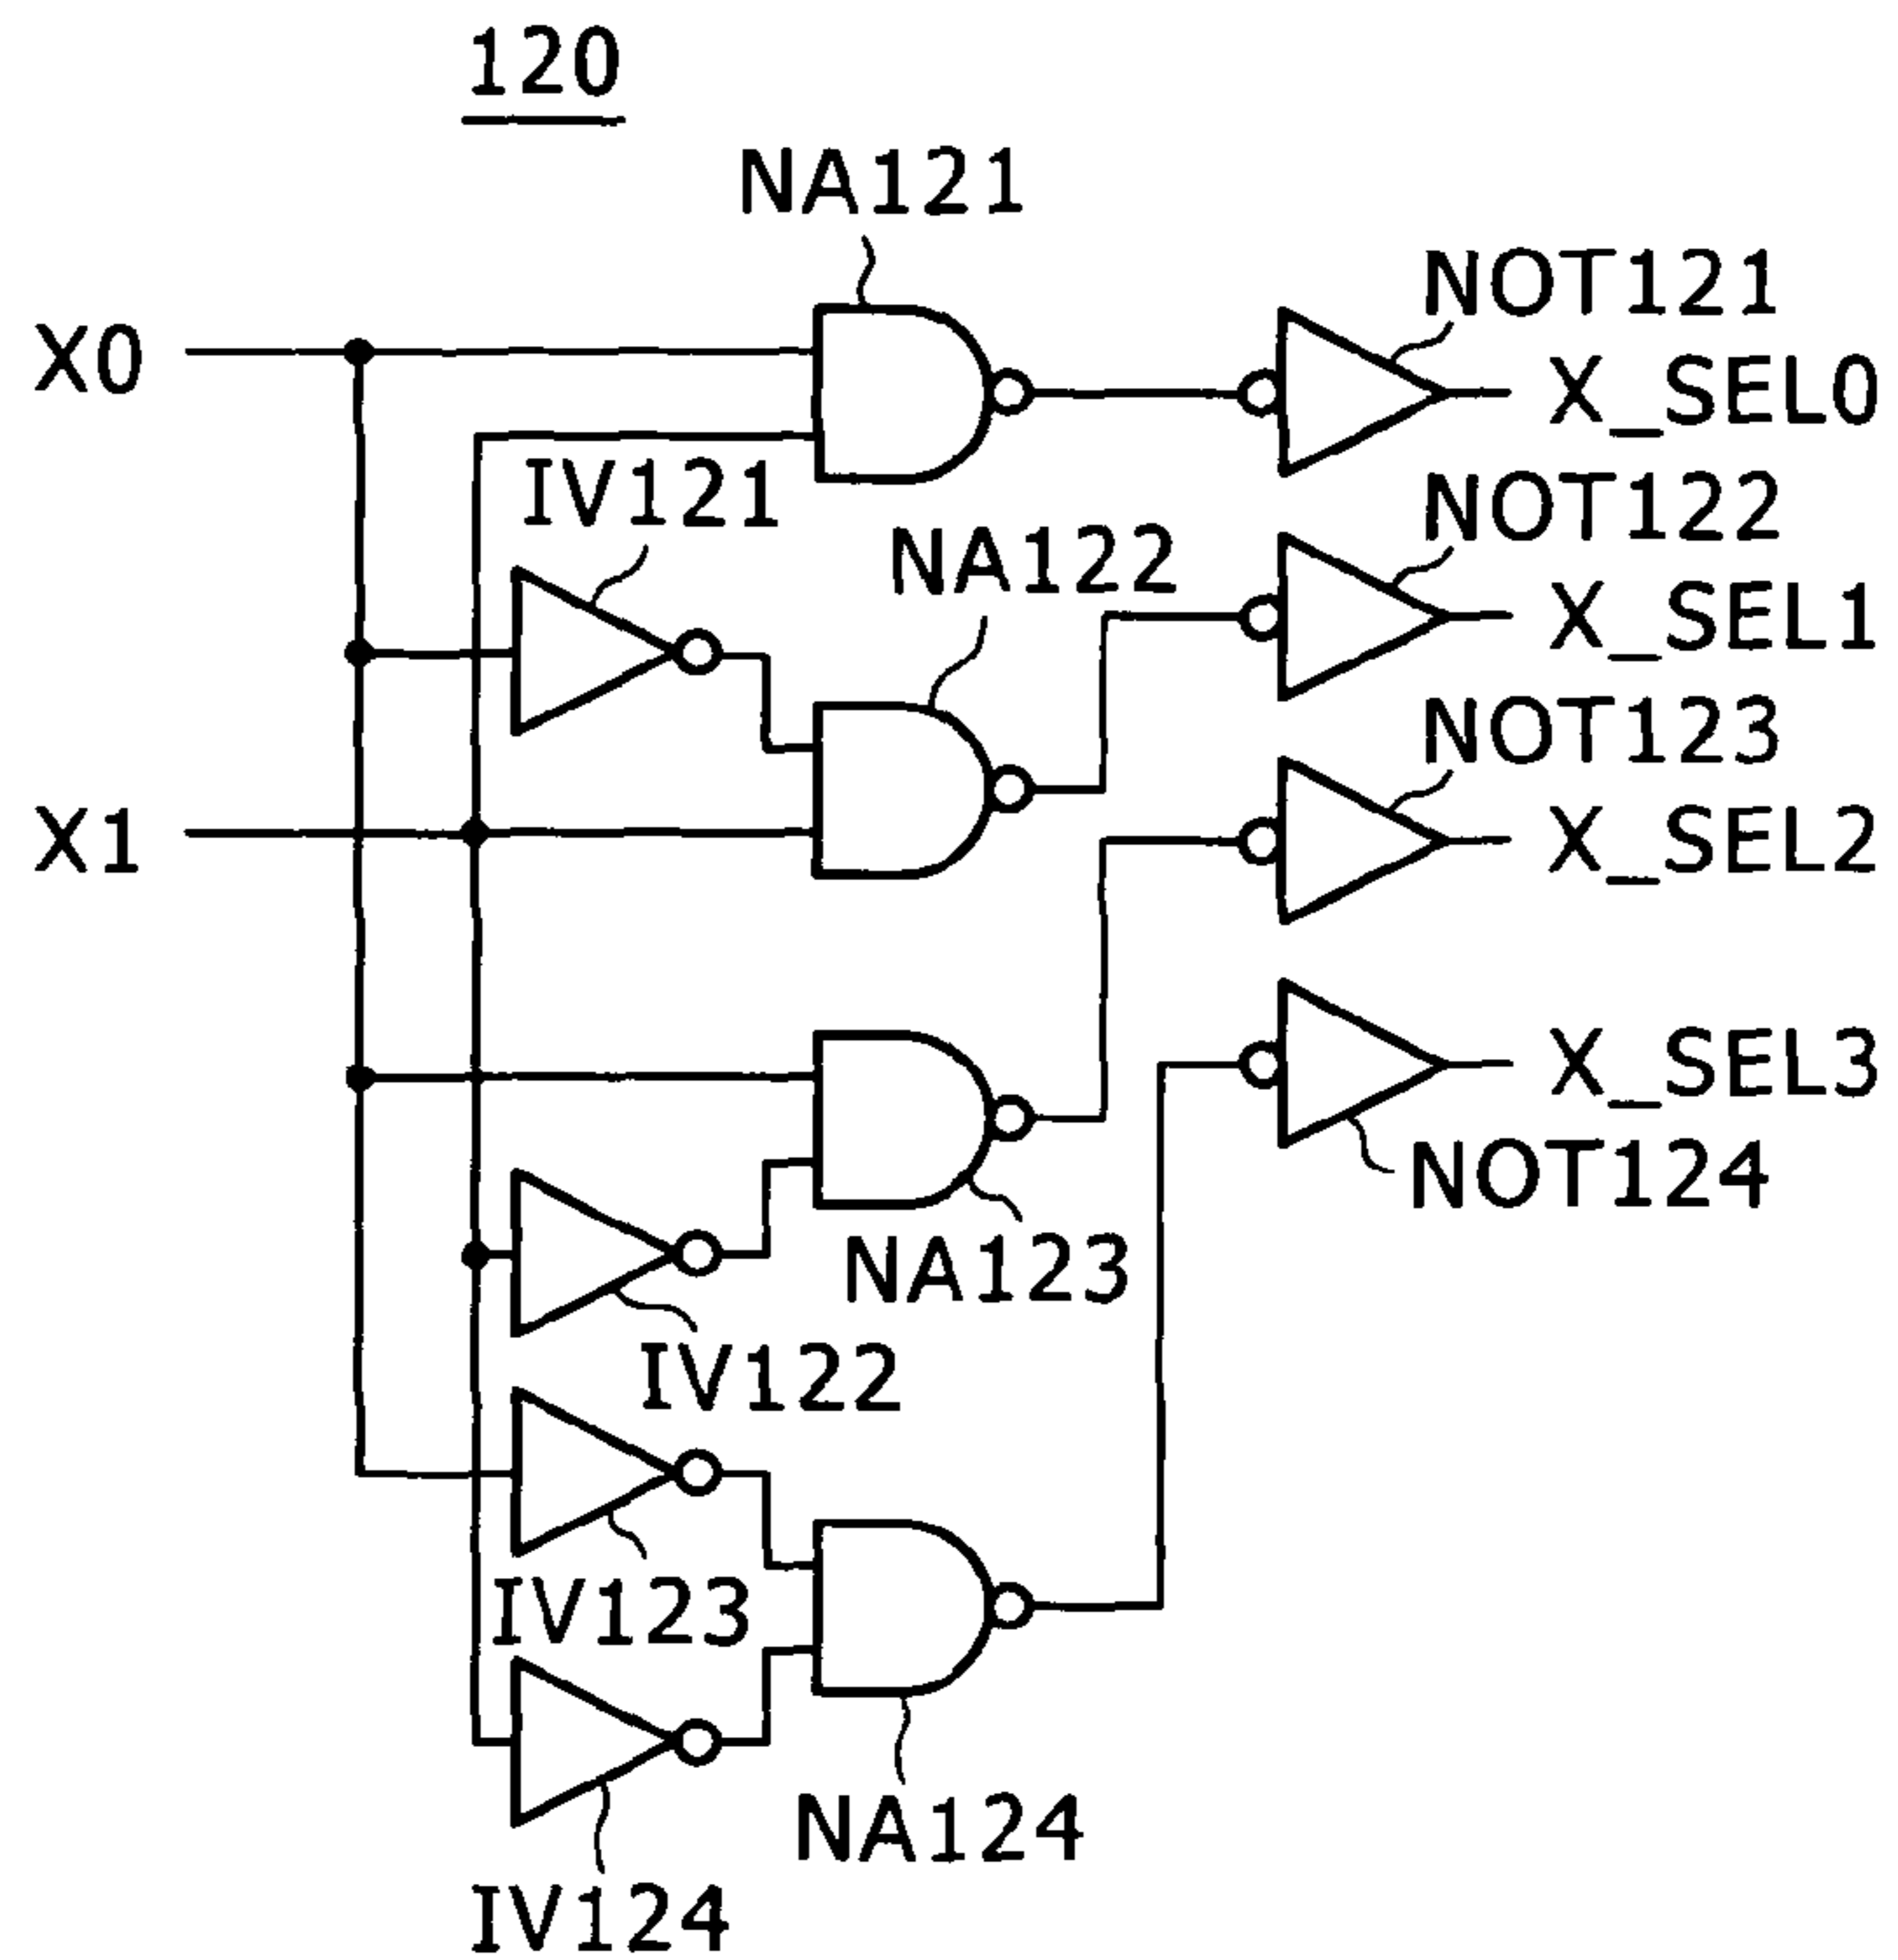 120
NA121
NOT121
X0
X_SEL0
IV121
NOT122
NA122
X_SEL1
NOT123
X1
X_SEL2
X_SEL3
NOT124
NA123
IV122
IV123
NA124
IV124